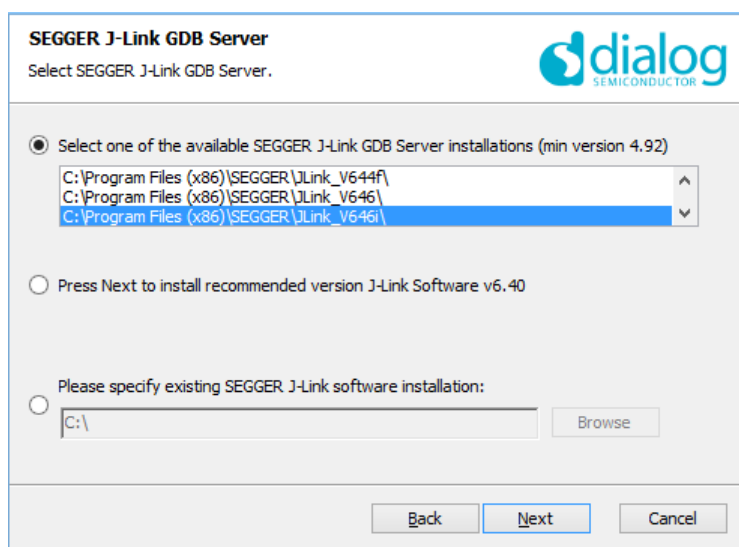 SEGGER J-Link GDB Server
Select SEGGER J-Link GDB Server.
dialog
SEMICONDUCTOR
Select one of the available SEGGER J-Link GDB Server installations (min version 4.92)
C:\Program Files (x86)\SEGGER\JLink_V644f\
C:\Program Files (x86)\SEGGER\JLink_V646\
C:\Program Files (x86)\SEGGER\JLink_V646i\
Press Next to install recommended version J-Link Software v6.40
Please specify existing SEGGER J-Link software installation:
C:\
Browse
Back
Next
Cancel